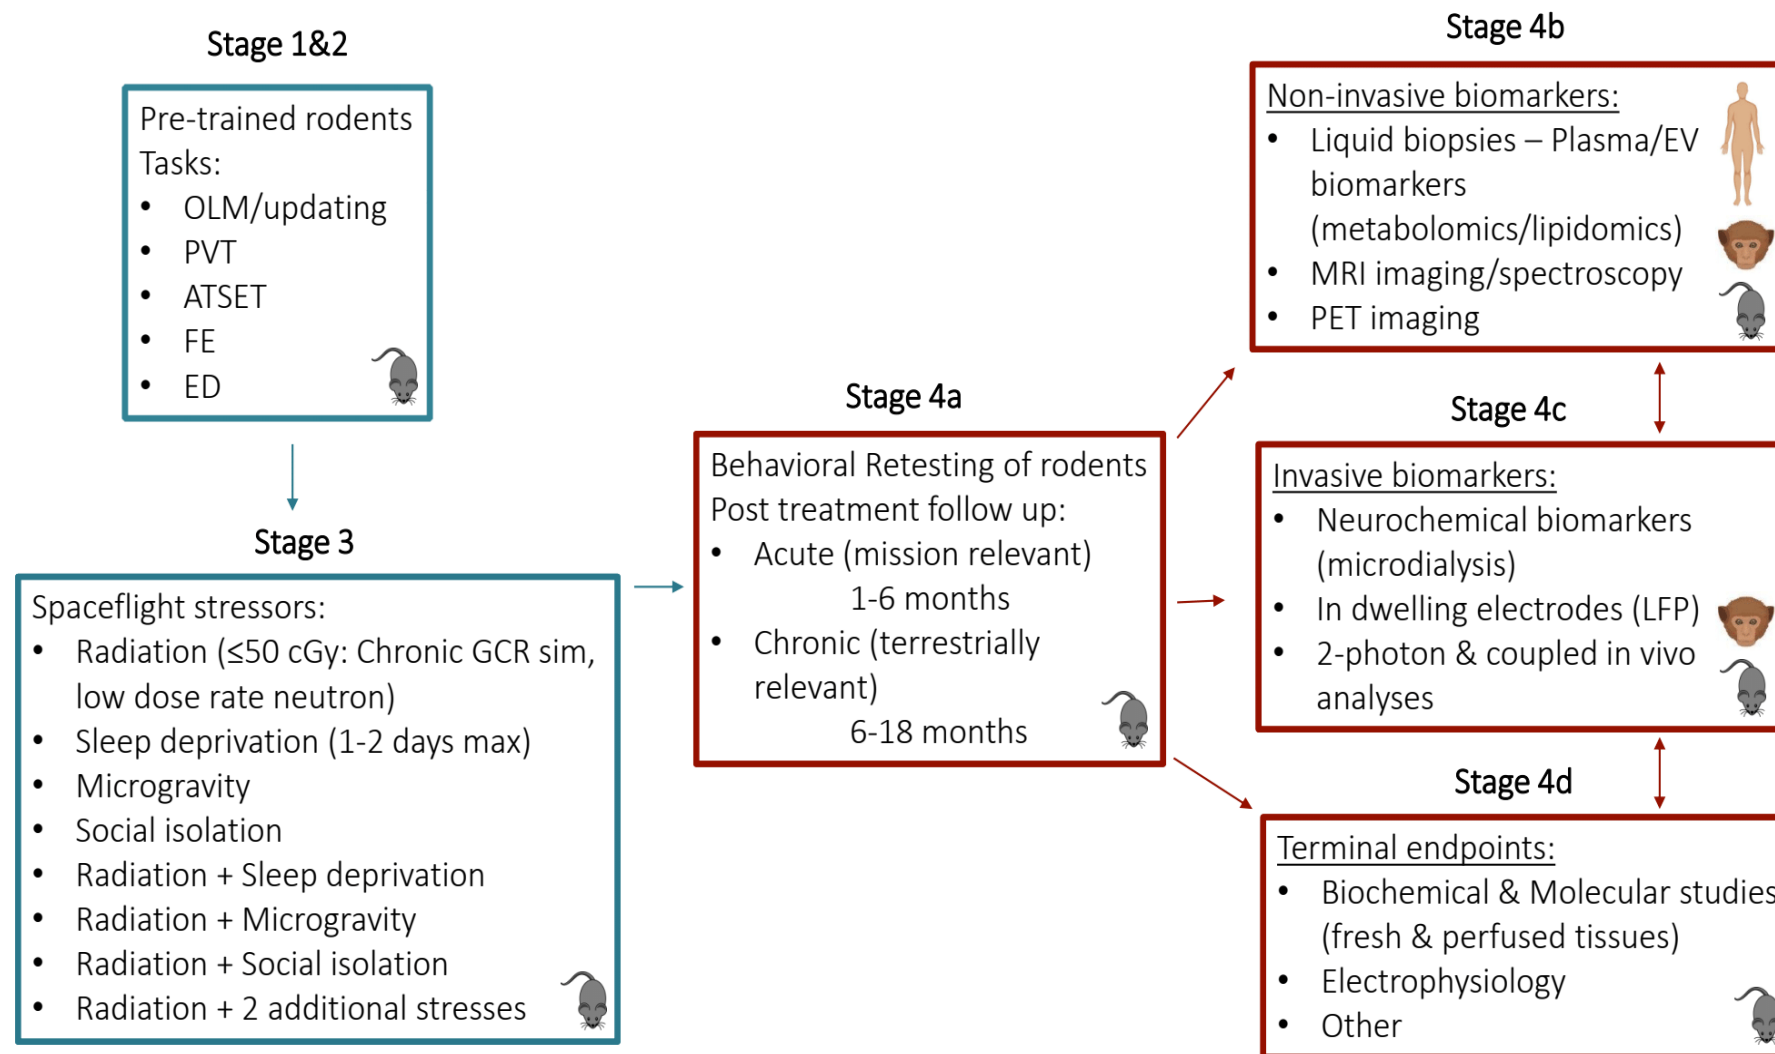 Stage 1&2
Pre-trained rodents
Tasks:
• OLM/updating
• PVT
• ATSET
• FE
• ED
Stage 3
Spaceflight stressors:
• Radiation (≤50 cGy: Chronic GCR sim,
low dose rate neutron)
• Sleep deprivation (1-2 days max)
• Microgravity
• Social isolation
• Radiation + Sleep deprivation
• Radiation + Microgravity
• Radiation + Social isolation
• Radiation + 2 additional stresses
Stage 4a
Behavioral Retesting of rodents
Post treatment follow up:
• Acute (mission relevant)
1-6 months
• Chronic (terrestrially
relevant)
6-18 months
Stage 4b
Non-invasive biomarkers:
• Liquid biopsies – Plasma/EV
biomarkers
(metabolomics/lipidomics)
• MRI imaging/spectroscopy
• PET imaging
Stage 4c
Invasive biomarkers:
• Neurochemical biomarkers
(microdialysis)
• In dwelling electrodes (LFP)
• 2-photon & coupled in vivo
analyses
Stage 4d
Terminal endpoints:
• Biochemical & Molecular studies
(fresh & perfused tissues)
• Electrophysiology
• Other